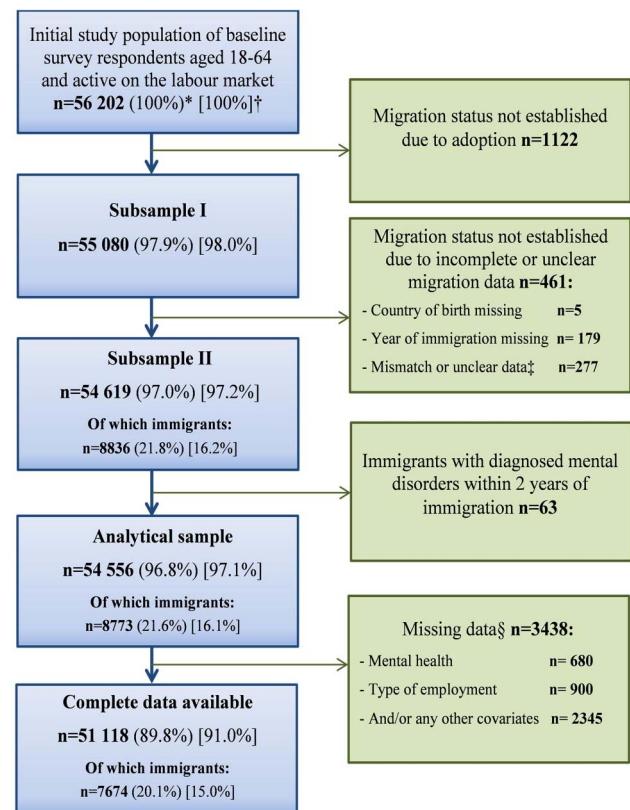 Initial study population of baseline
survey respondents aged 18-64
and active on the labour market
n=56 202 (100%)* [100%]†
Migration status not established
due to adoption n=1122
Subsample I
n=55 080 (97.9%) [98.0%]
Migration status not established
due to incomplete or unclear
migration data n=461:
- Country of birth missing n=5
- Year of immigration missing n= 179
- Mismatch or unclear data‡ n=277
Subsample II
n=54 619 (97.0%) [97.2%]
Of which immigrants:
n=8836 (21.8%) [16.2%]
Immigrants with diagnosed mental
disorders within 2 years of
immigration n=63
Analytical sample
n=54 556 (96.8%) [97.1%]
Of which immigrants:
n=8773 (21.6%) [16.1%]
Missing data§ n=3438:
- Mental health n= 680
- Type of employment n= 900
- And/or any other covariates n= 2345
Complete data available
n=51 118 (89.8%) [91.0%]
Of which immigrants:
n=7674 (20.1%) [15.0%]